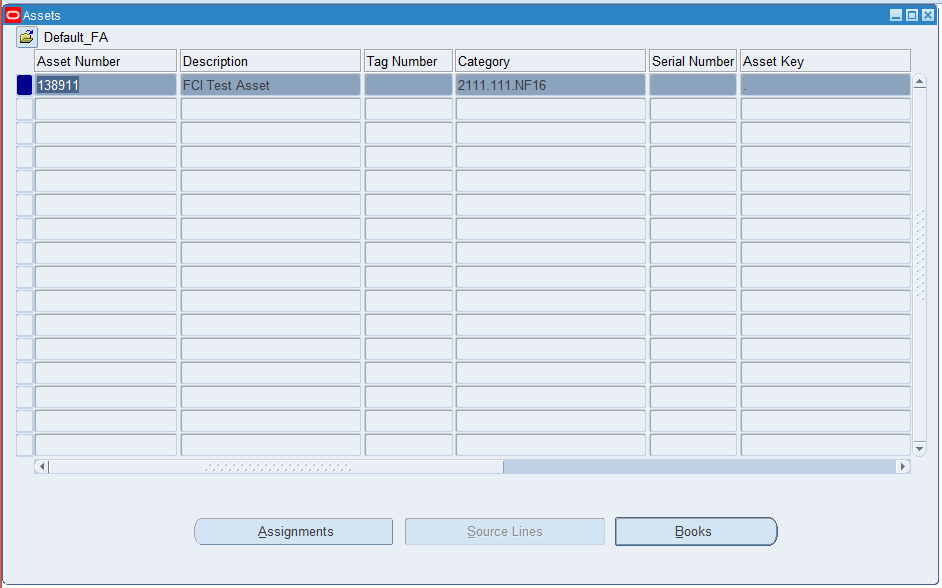 Assets
Default_FA
Asset Number Description Tag Number Category Serial Number Asset Key
138911 FCI Test Asset 2111.111.NF16 .
Assignments Source Lines Books